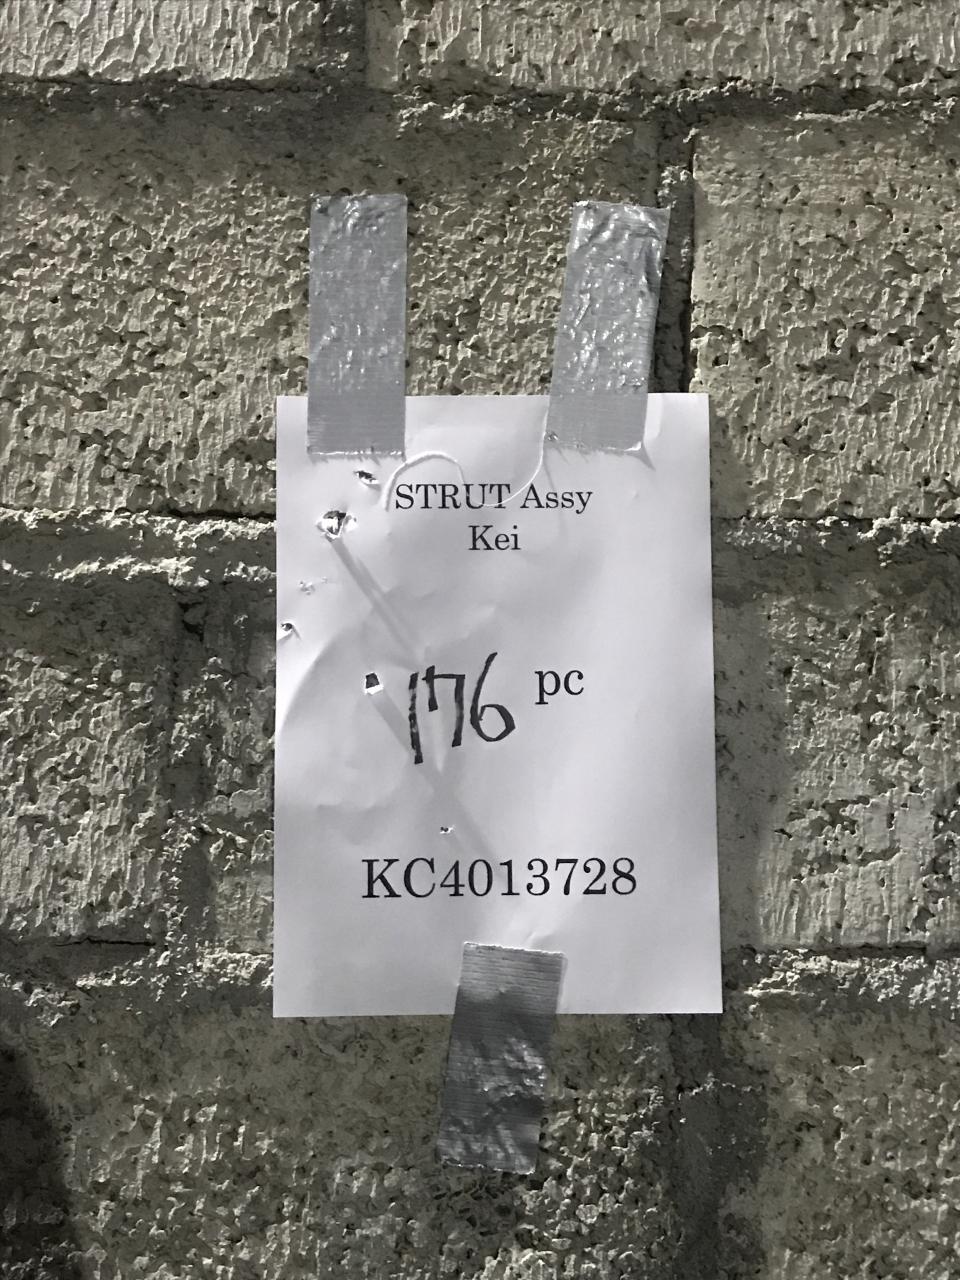 STRUT Assy
Kei
176 pc
KC4013728